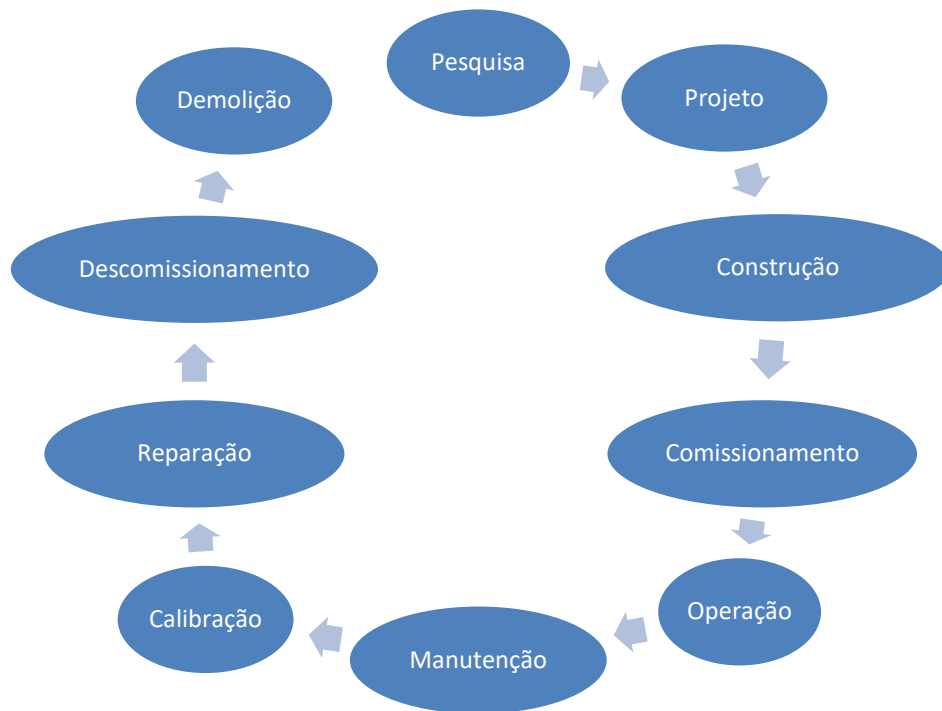 Pesquisa
Projeto
Construção
Comissionamento
Operação
Manutenção
Calibração
Reparação
Descomissionamento
Demolição